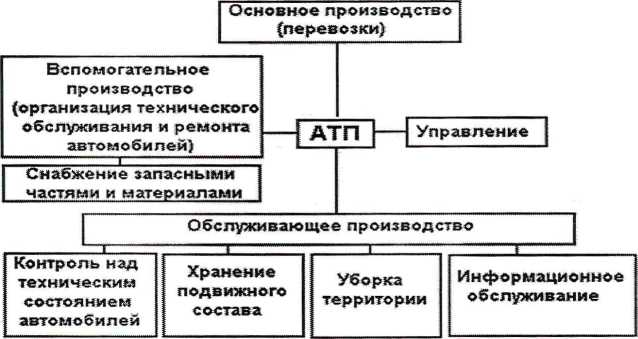 Основное производство
(перевозки)
Вспомогательное
производство
(организация технического
обслуживания и ремонта
автомобилей)
АТП
Управление
Снабжение запасными
частями и материалами
Обслуживающее производство
Контроль над
техническим
состоянием
автомобилей
Хранение
подвижного
состава
Уборка
территории
Информационное
обслуживание